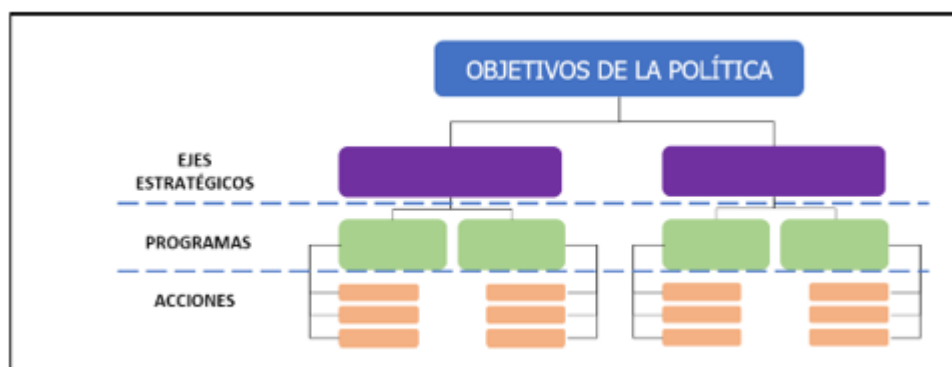 OBJETIVOS DE LA POLÍTICA
EJES
ESTRATÉGICOS
PROGRAMAS
ACCIONES